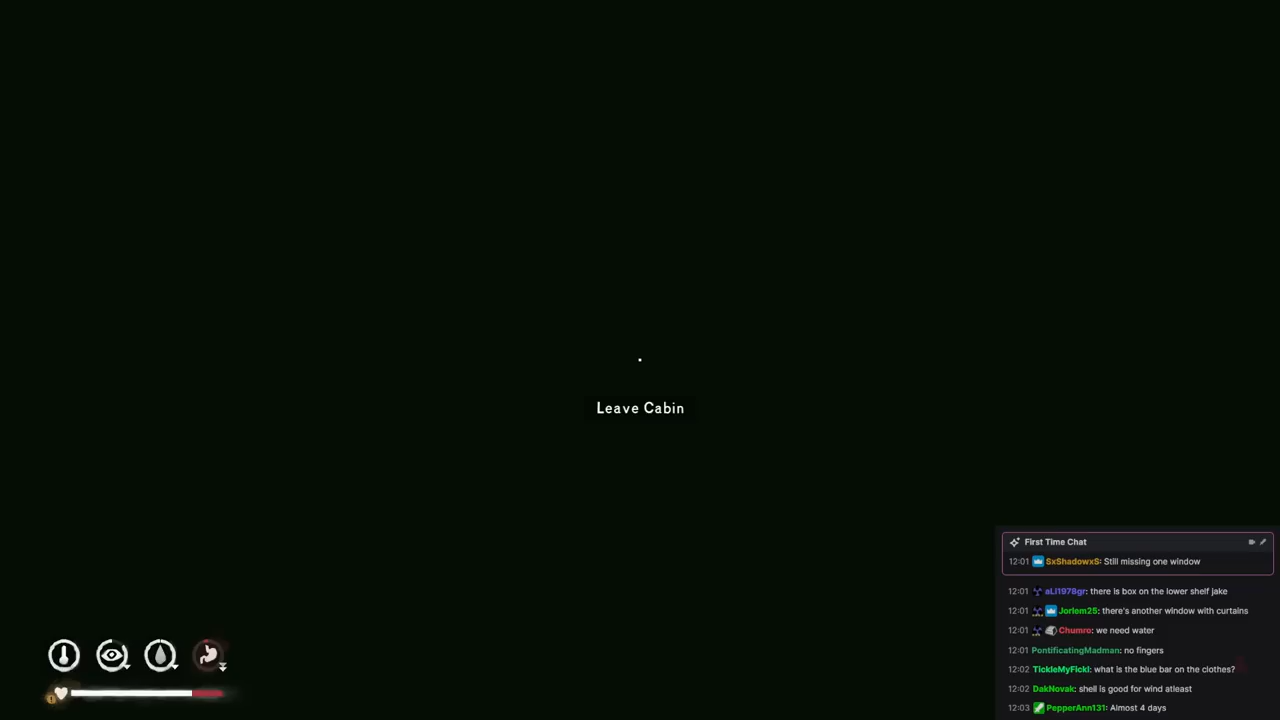 Leave Cabin
First Time Chat
12:01 SxShadowxS: Still missing one window
12:01 aLl1978gr: there is box on the lower shelf jake
12:01 Jorlem25: there's another window with curtains
12:01 Chumro: we need water
12:01 PontificatingMadman: no fingers
12:02 TickleMyFickl: what is the blue bar on the clothes?
12:02 DakNovak: shell is good for wind atleast
12:03 PepperAnn131: Almost 4 days